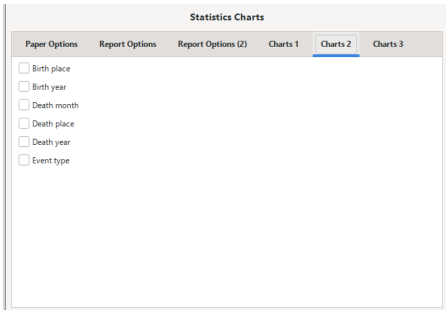 Statistics Charts
Paper Options Report Options Report Options (2) Charts 1 Charts 2 Charts 3
Birth place
Birth year
Death month
Death place
Death year
Event type